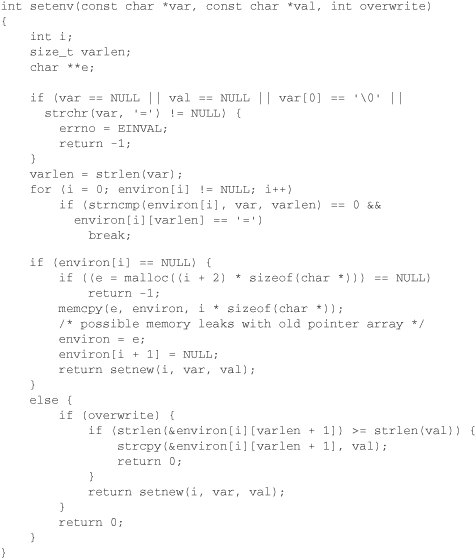 int setenv(const char *var, const char *val, int overwrite)
{
    int i;
    size_t varlen;
    char **e;

    if (var == NULL || val == NULL || var[0] == '\0' ||
      strchr(var, '=') != NULL) {
        errno = EINVAL;
        return -1;
    }
    varlen = strlen(var);
    for (i = 0; environ[i] != NULL; i++)
        if (strncmp(environ[i], var, varlen) == 0 &&
          environ[i][varlen] == '=')
            break;

    if (environ[i] == NULL) {
        if ((e = malloc((i + 2) * sizeof(char *))) == NULL)
            return -1;
        memcpy(e, environ, i * sizeof(char *));
        /* possible memory leaks with old pointer array */
        environ = e;
        environ[i + 1] = NULL;
        return setnew(i, var, val);
    }
    else {
        if (overwrite) {
            if (strlen(&environ[i][varlen + 1]) >= strlen(val)) {
                strcpy(&environ[i][varlen + 1], val);
                return 0;
            }
            return setnew(i, var, val);
        }
        return 0;
    }
}